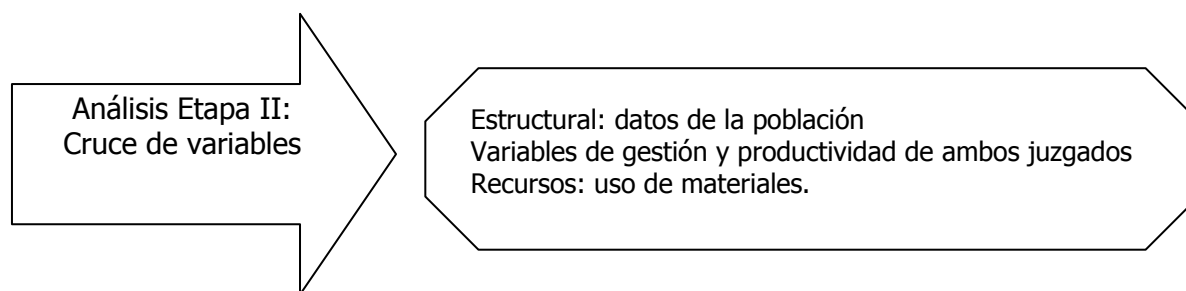 Análisis Etapa II:
Cruce de variables
Estructural: datos de la población
Variables de gestión y productividad de ambos juzgados
Recursos: uso de materiales.